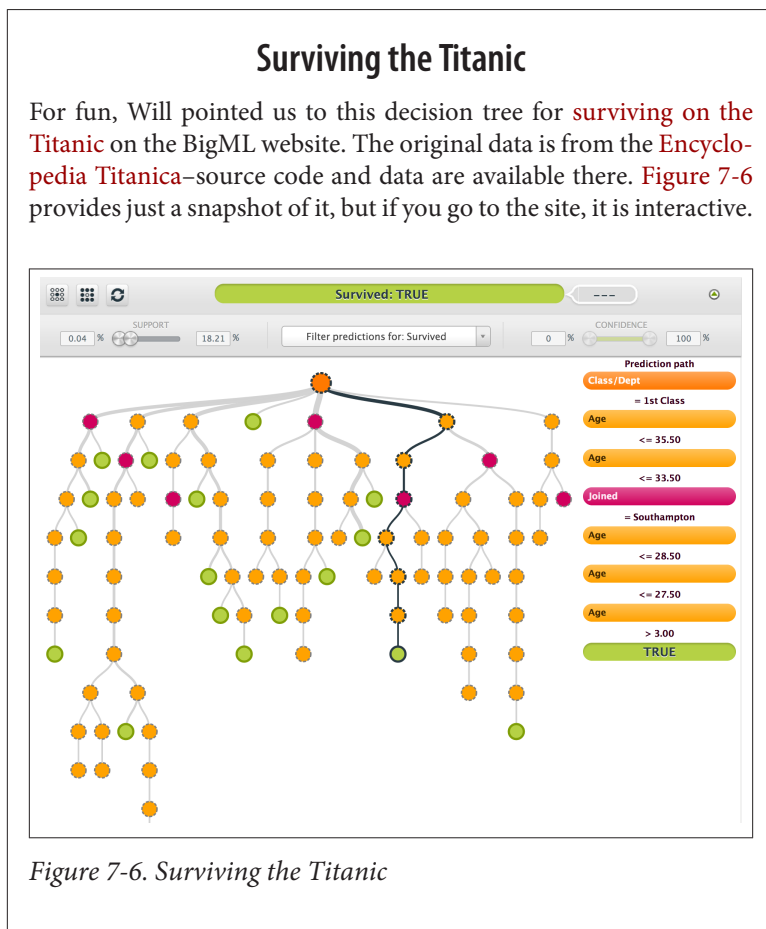 Surviving the Titanic
For fun, Will pointed us to this decision tree for surviving on the
Titanic on the BigML website. The original data is from the Encyclo-
pedia Titanica–source code and data are available there. Figure 7-6
provides just a snapshot of it, but if you go to the site, it is interactive.
Survived: TRUE
---
SUPPORT
0.04 %
18.21 %
Filter predictions for: Survived
CONFIDENCE
0 %
100 %
Prediction path
Class/Dept
= 1st Class
Age
<= 35.50
Age
<= 33.50
Joined
= Southampton
Age
<= 28.50
Age
<= 27.50
Age
> 3.00
TRUE
Figure 7-6. Surviving the Titanic